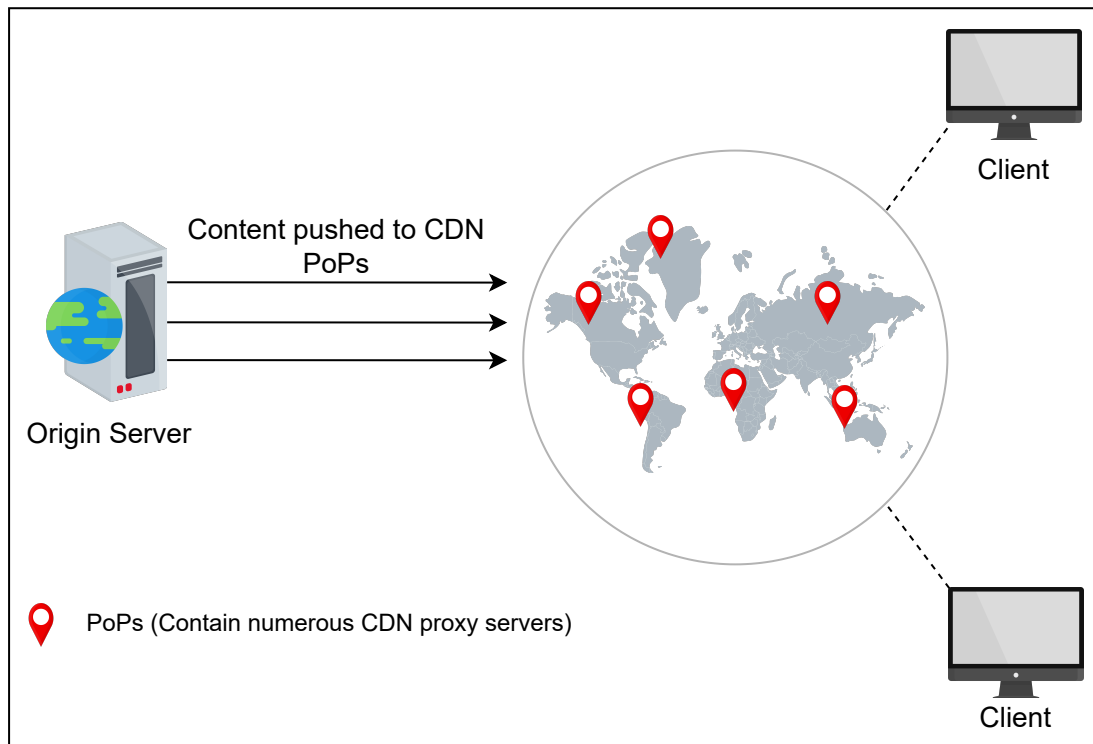 Client
Content pushed to CDN
PoPs
Origin Server
PoPs (Contain numerous CDN proxy servers)
Client